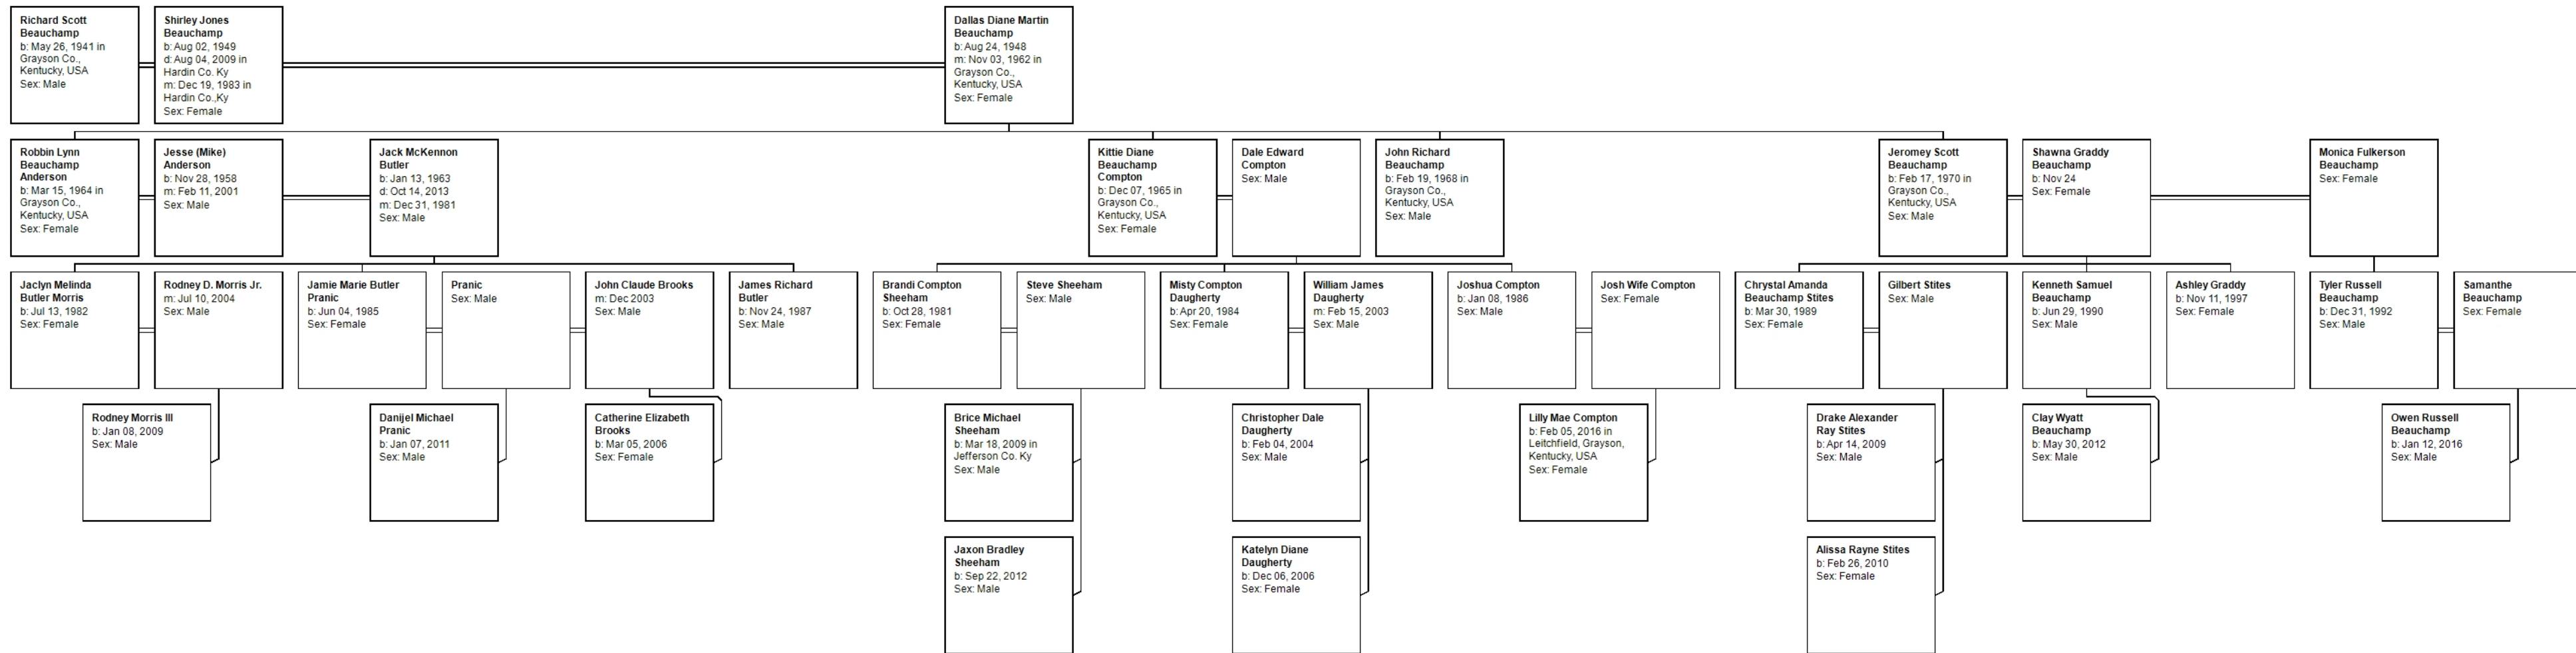 Richard Scott
Beauchamp
b: May 26, 1941 in
Grayson Co.,
Kentucky, USA
Sex: Male
Shirley Jones
Beauchamp
b: Aug 02, 1949
d: Aug 04, 2009 in
Hardin Co. Ky
m: Dec 19, 1983 in
Hardin Co.,Ky
Sex: Female
Dallas Diane Martin
Beauchamp
b: Aug 24, 1948
m: Nov 03, 1962 in
Grayson Co.,
Kentucky, USA
Sex: Female
Robbin Lynn
Beauchamp
Anderson
b: Mar 15, 1964 in
Grayson Co.,
Kentucky, USA
Sex: Female
Jesse (Mike)
Anderson
b: Nov 28, 1958
m: Feb 11, 2001
Sex: Male
Jack McKennon
Butler
b: Jan 13, 1963
d: Oct 14, 2013
m: Dec 31, 1981
Sex: Male
Kittie Diane
Beauchamp
Compton
b: Dec 07, 1965 in
Grayson Co.,
Kentucky, USA
Sex: Female
Dale Edward
Compton
Sex: Male
John Richard
Beauchamp
b: Feb 19, 1968 in
Grayson Co.,
Kentucky, USA
Sex: Male
Jeromey Scott
Beauchamp
b: Feb 17, 1970 in
Grayson Co.,
Kentucky, USA
Sex: Male
Shawna Graddy
Beauchamp
b: Nov 24
Sex: Female
Monica Fulkerson
Beauchamp
Sex: Female
Jaclyn Melinda
Butler Morris
b: Jul 13, 1982
Sex: Female
Rodney D. Morris Jr.
m: Jul 10, 2004
Sex: Male
Jamie Marie Butler
Pranic
b: Jun 04, 1985
Sex: Female
Pranic
Sex: Male
John Claude Brooks
m: Dec 2003
Sex: Male
James Richard
Butler
b: Nov 24, 1987
Sex: Male
Brandi Compton
Sheeham
b: Oct 28, 1981
Sex: Female
Steve Sheeham
Sex: Male
Misty Compton
Daugherty
b: Apr 20, 1984
Sex: Female
William James
Daugherty
m: Feb 15, 2003
Sex: Male
Joshua Compton
b: Jan 08, 1986
Sex: Male
Josh Wife Compton
Sex: Female
Chrystal Amanda
Beauchamp Stites
b: Mar 30, 1989
Sex: Female
Gilbert Stites
Sex: Male
Kenneth Samuel
Beauchamp
b: Jun 29, 1990
Sex: Male
Ashley Graddy
b: Nov 11, 1997
Sex: Female
Tyler Russell
Beauchamp
b: Dec 31, 1992
Sex: Male
Samanthe
Beauchamp
Sex: Female
Rodney Morris III
b: Jan 08, 2009
Sex: Male
Danijel Michael
Pranic
b: Jan 07, 2011
Sex: Male
Catherine Elizabeth
Brooks
b: Mar 05, 2006
Sex: Female
Brice Michael
Sheeham
b: Mar 18, 2009 in
Jefferson Co. Ky
Sex: Male
Christopher Dale
Daugherty
b: Feb 04, 2004
Sex: Male
Lilly Mae Compton
b: Feb 05, 2016 in
Leitchfield, Grayson,
Kentucky, USA
Sex: Female
Drake Alexander
Ray Stites
b: Apr 14, 2009
Sex: Male
Clay Wyatt
Beauchamp
b: May 30, 2012
Sex: Male
Owen Russell
Beauchamp
b: Jan 12, 2016
Sex: Male
Jaxon Bradley
Sheeham
b: Sep 22, 2012
Sex: Male
Katelyn Diane
Daugherty
b: Dec 06, 2006
Sex: Female
Alissa Rayne Stites
b: Feb 26, 2010
Sex: Female